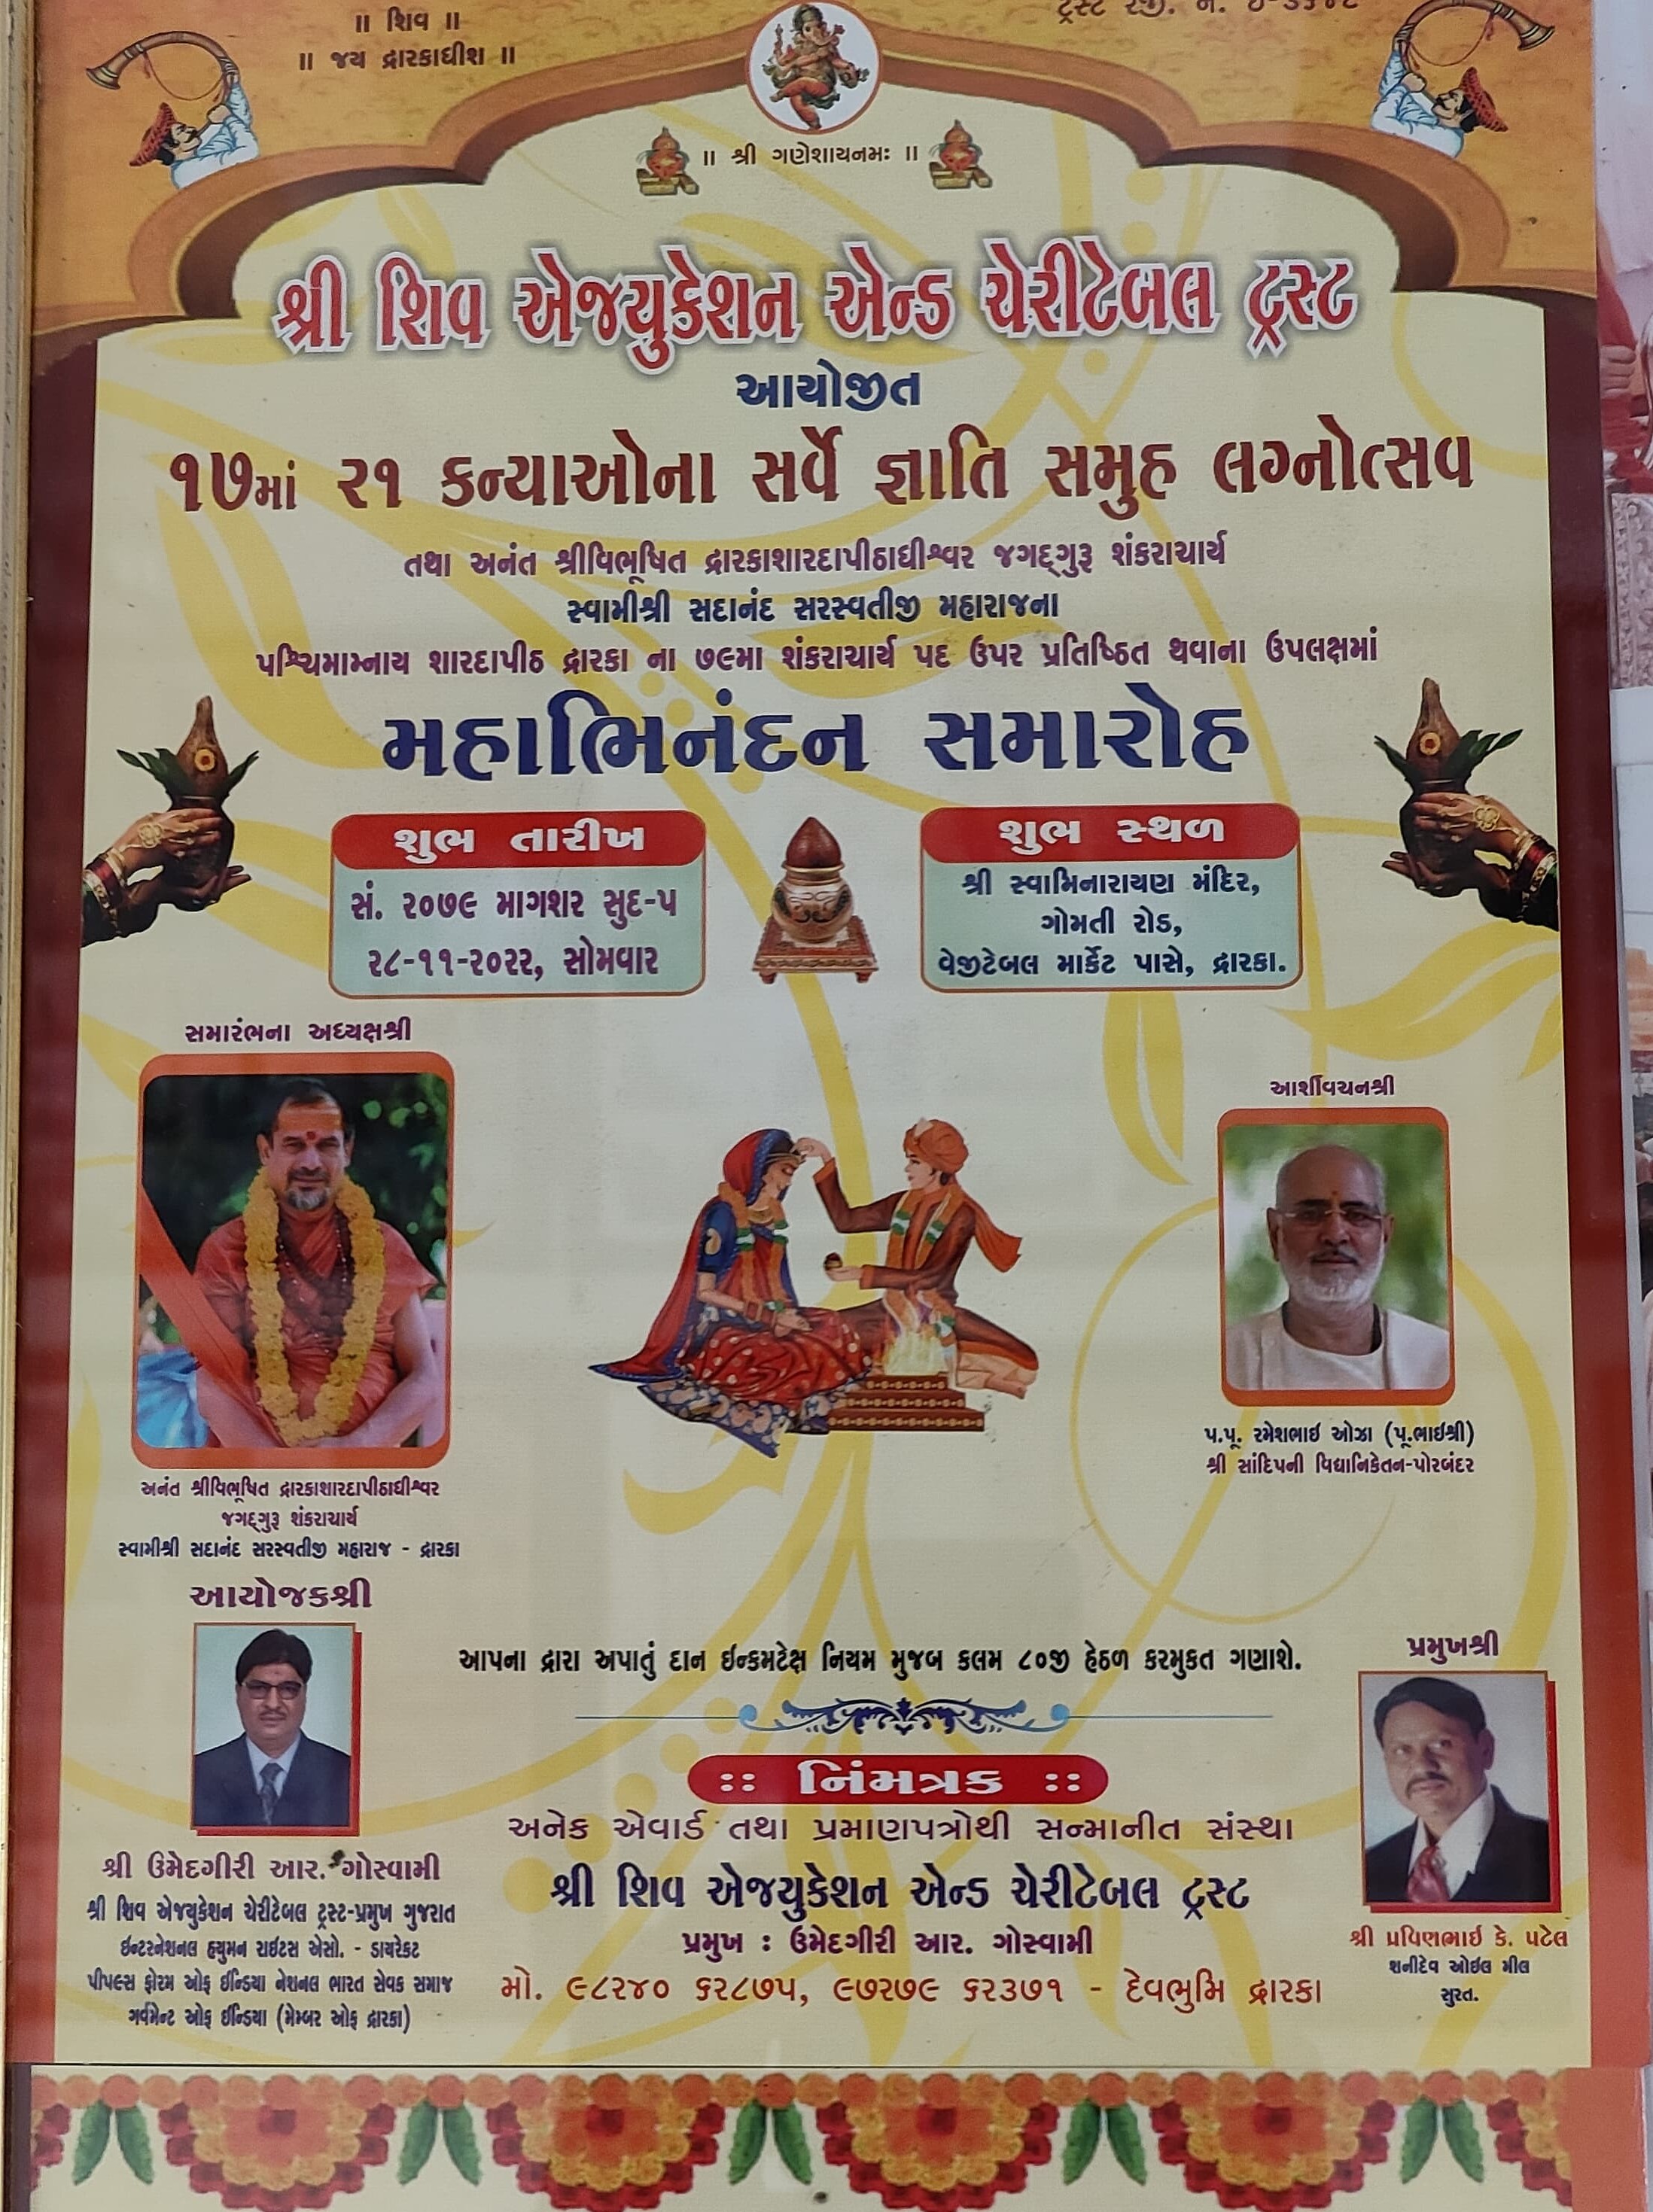 ॥ શિવ ॥
॥ જય દ્વારકાધીશ ॥
ટ્રસ્ટ રજી. નં.
॥ શ્રી ગણેશાયનમઃ ॥
શ્રી શિવ એજ્યુકેશન એન્ડ ચેરીટેબલ ટ્રસ્ટ
આયોજીત
૧૭માં ૨૧ કન્યાઓના સર્વે જ્ઞાતિ સમુહ લગ્નોત્સવ
તથા અનંત શ્રીવિભૂષિત દ્વારકાશારદાપીઠાધીશ્વર જગદ્ગુરૂ શંકરાચાર્ય
સ્વામીશ્રી સદાનંદ સરસ્વતીજી મહારાજના
પશ્ચિમામ્નાય શારદાપીઠ દ્વારકા ના ૭૯મા શંકરાચાર્ય પદ ઉપર પ્રતિષ્ઠિત થવાના ઉપલક્ષમાં
મહાભિનંદન સમારોહ
શુભ તારીખ
સં. ૨૦૭૯ માગશર સુદ-૫
૨૮-૧૧-૨૦૨૨, સોમવાર
શુભ સ્થળ
શ્રી સ્વામિનારાયણ મંદિર,
ગોમતી રોડ,
વેજીટેબલ માર્કેટ પાસે, દ્વારકા.
સમારંભના અધ્યક્ષશ્રી
અનંત શ્રીવિભૂષિત દ્વારકાશારદાપીઠાધીશ્વર
જગદ્ગુરૂ શંકરાચાર્ય
સ્વામીશ્રી સદાનંદ સરસ્વતીજી મહારાજ - દ્વારકા
આર્શીવચનશ્રી
પ.પૂ. રમેશભાઇ ઓઝા (પૂ.ભાઇશ્રી)
શ્રી સાંદિપની વિદ્યાનિકેતન-પોરબંદર
આયોજકશ્રી
શ્રી ઉમેદગીરી આર. ગોસ્વામી
શ્રી શિવ એજ્યુકેશન ચેરીટેબલ ટ્રસ્ટ-પ્રમુખ ગુજરાત
ઇન્ટરનેશનલ હ્યુમન રાઇટસ એસો. - ડાયરેકટ
પીપલ્સ ફોરમ ઓફ ઇન્ડિયા નેશનલ ભારત સેવક સમાજ
ગર્વમેન્ટ ઓફ ઈન્ડિયા (મેમ્બર ઓફ દ્વારકા)
આપના દ્વારા અપાતું દાન ઇન્કમટેક્ષ નિયમ મુજબ કલમ ૮૦જી હેઠળ કરમુકત ગણાશે.
:: નિંમત્રક ::
અનેક એવાર્ડ તથા પ્રમાણપત્રોથી સન્માનીત સંસ્થા
શ્રી શિવ એજ્યુકેશન એન્ડ ચેરીટેબલ ટ્રસ્ટ
પ્રમુખ : ઉમેદગીરી આર. ગોસ્વામી
મો. ૯૮૨૪૦ ૬૨૮૭૫, ૯૭૨૭૯ ૬૨૩૭૧ - દેવભુમિ દ્વારકા
પ્રમુખશ્રી
શ્રી પ્રવિણભાઇ કે. પટેલ
શનીદેવ ઓઇલ મીલ
સુરત.